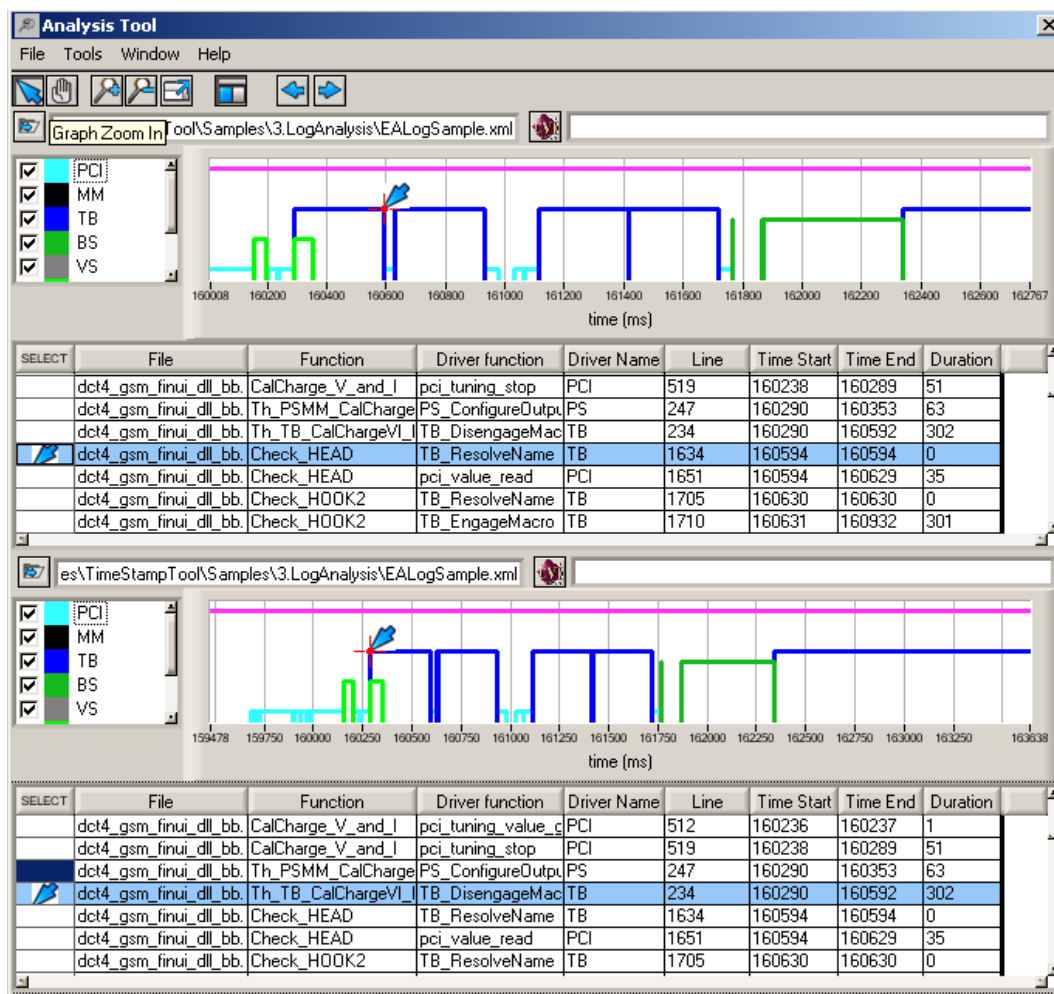 Analysis Tool
File Tools Window Help
Graph Zoom In Tool\Samples\3.LogAnalysis\EALogSample.xml
PCI
MM
TB
BS
VS
160008 160200 160400 160600 160800 161000 161200 161400 161600 161800 162000 162200 162400 162600 162767
time (ms)
SELECT File Function Driver function Driver Name Line Time Start Time End Duration
dct4_gsm_finui_dll_bb. CalCharge_V_and_I pci_tuning_stop PCI 519 160238 160289 51
dct4_gsm_finui_dll_bb. Th_PSMM_CalCharge PS_ConfigureOutpu PS 247 160290 160353 63
dct4_gsm_finui_dll_bb. Th_TB_CalChargeVI_I TB_DisengageMac TB 234 160290 160592 302
dct4_gsm_finui_dll_bb. Check_HEAD TB_ResolveName TB 1634 160594 160594 0
dct4_gsm_finui_dll_bb. Check_HEAD pci_value_read PCI 1651 160594 160629 35
dct4_gsm_finui_dll_bb. Check_HOOK2 TB_ResolveName TB 1705 160630 160630 0
dct4_gsm_finui_dll_bb. Check_HOOK2 TB_EngageMacro TB 1710 160631 160932 301
es\TimeStampTool\Samples\3.LogAnalysis\EALogSample.xml
PCI
MM
TB
BS
VS
159478 159750 160000 160250 160500 160750 161000 161250 161500 161750 162000 162250 162500 162750 163000 163250 163638
time (ms)
SELECT File Function Driver function Driver Name Line Time Start Time End Duration
dct4_gsm_finui_dll_bb. CalCharge_V_and_I pci_tuning_value_g PCI 512 160236 160237 1
dct4_gsm_finui_dll_bb. CalCharge_V_and_I pci_tuning_stop PCI 519 160238 160289 51
dct4_gsm_finui_dll_bb. Th_PSMM_CalCharge PS_ConfigureOutpu PS 247 160290 160353 63
dct4_gsm_finui_dll_bb. Th_TB_CalChargeVI_I TB_DisengageMac TB 234 160290 160592 302
dct4_gsm_finui_dll_bb. Check_HEAD TB_ResolveName TB 1634 160594 160594 0
dct4_gsm_finui_dll_bb. Check_HEAD pci_value_read PCI 1651 160594 160629 35
dct4_gsm_finui_dll_bb. Check_HOOK2 TB_ResolveName TB 1705 160630 160630 0